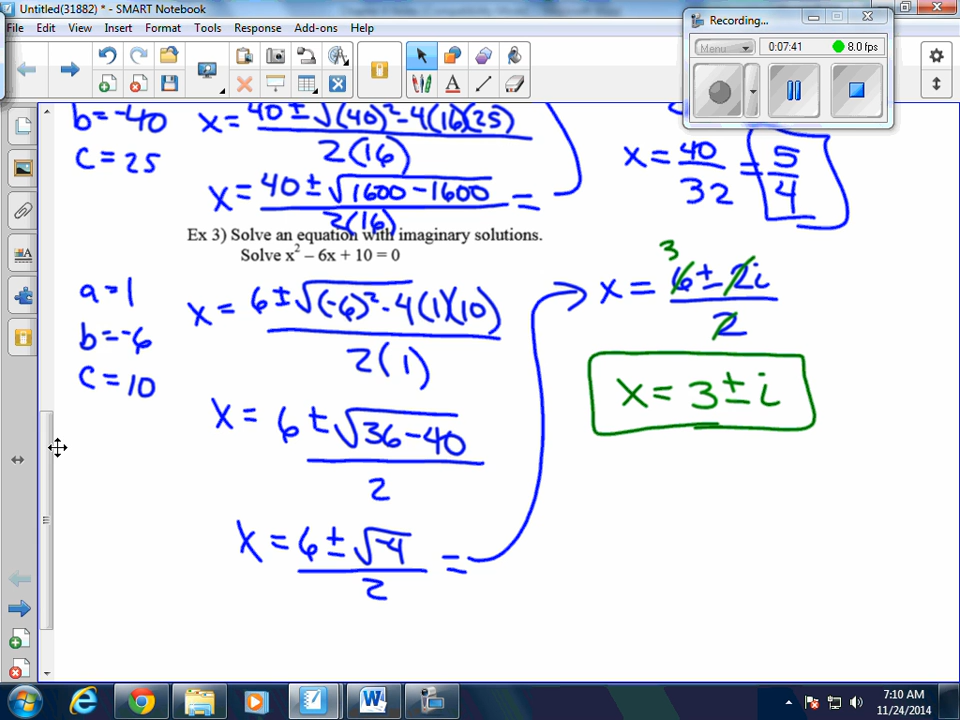 Untitled(31882) * - SMART Notebook
File Edit View Insert Format Tools Response Add-ons Help
Recording...
Menu 0:07:41 8.0 fps
b=-40
c=25
x=40±√(40)²-4(16)(25)
2(16)
x=40±√1600-1600 =
2(16)
x=40/32=5/4
Ex 3) Solve an equation with imaginary solutions.
Solve x² – 6x + 10 = 0
a=1
b=-6
c=10
x=6±√(-6)²-4(1)(10)
2(1)
x=6±√36-40
2
x=6±√-4 =
2
3
x=6±2i
2
x=3±i
7:10 AM
11/24/2014